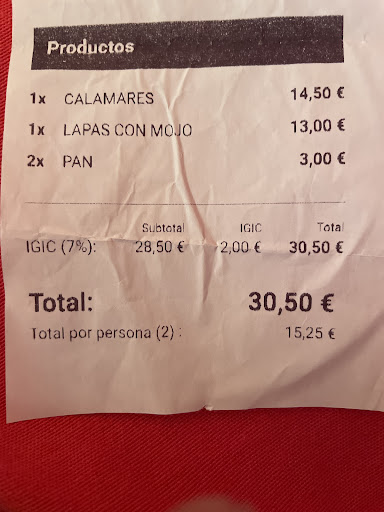 Productos
1x CALAMARES 14,50 €
1x LAPAS CON MOJO 13,00 €
2x PAN 3,00 €
Subtotal IGIC Total
IGIC (7%): 28,50 € 2,00 € 30,50 €
Total: 30,50 €
Total por persona (2) : 15,25 €